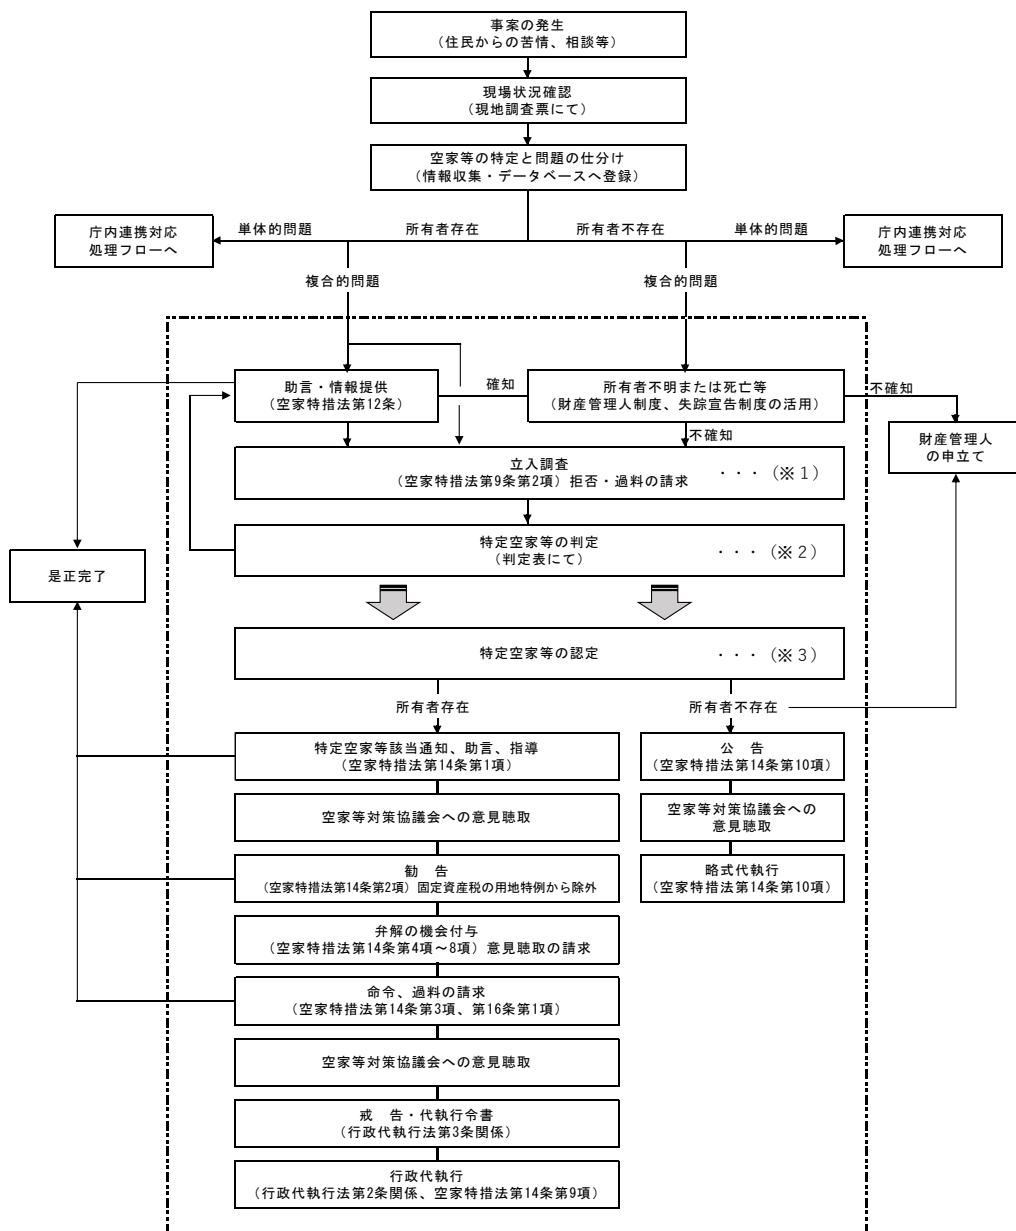 事案の発生
（住民からの苦情、相談等）
現場状況確認
（現地調査票にて）
空家等の特定と問題の仕分け
（情報収集・データベースへ登録）
庁内連携対応
処理フローへ
単体的問題
所有者存在
所有者不存在
単体的問題
庁内連携対応
処理フローへ
複合的問題
複合的問題
助言・情報提供
（空家特措法第12条）
確知
所有者不明または死亡等
（財産管理人制度、失踪宣告制度の活用）
不確知
不確知
財産管理人
の申立て
立入調査
（空家特措法第9条第2項）拒否・過料の請求
・・・（※１）
特定空家等の判定
（判定表にて）
・・・（※２）
是正完了
特定空家等の認定
・・・（※３）
所有者存在
所有者不存在
特定空家等該当通知、助言、指導
（空家特措法第14条第1項）
公　告
（空家特措法第14条第10項）
空家等対策協議会への意見聴取
空家等対策協議会への
意見聴取
勧　告
（空家特措法第14条第2項）固定資産税の用地特例から除外
略式代執行
（空家特措法第14条第10項）
弁解の機会付与
（空家特措法第14条第4項～8項）意見聴取の請求
命令、過料の請求
（空家特措法第14条第3項、第16条第1項）
空家等対策協議会への意見聴取
戒　告・代執行令書
（行政代執行法第3条関係）
行政代執行
（行政代執行法第2条関係、空家特措法第14条第9項）